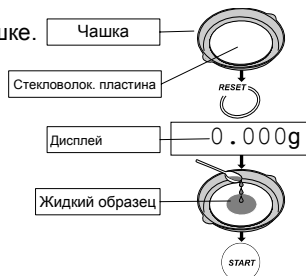 шке.
Чашка
Стекловолок. пластина
RESET
Дисплей
0.000g
Жидкий образец
START